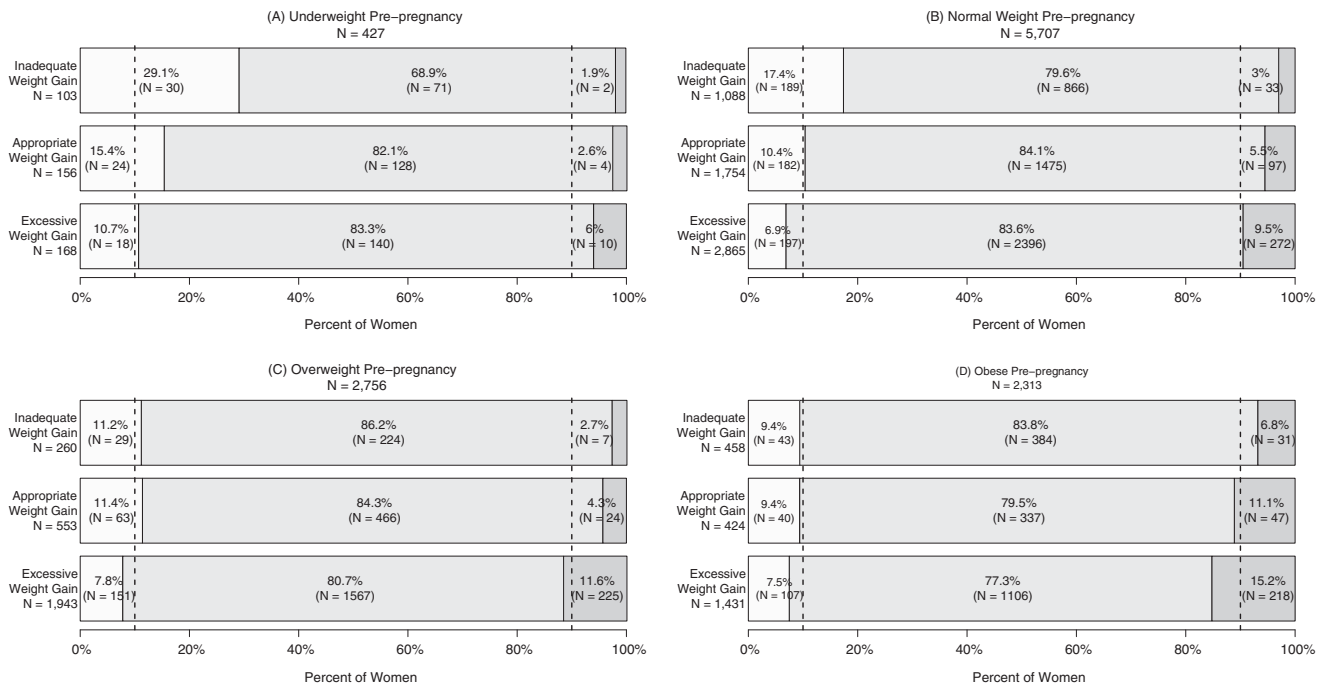 (A) Underweight Pre−pregnancy
N = 427
Inadequate
Weight Gain
N = 103
29.1%
(N = 30)
68.9%
(N = 71)
1.9%
(N = 2)
Appropriate
Weight Gain
N = 156
15.4%
(N = 24)
82.1%
(N = 128)
2.6%
(N = 4)
Excessive
Weight Gain
N = 168
10.7%
(N = 18)
83.3%
(N = 140)
6%
(N = 10)
0% 20% 40% 60% 80% 100%
Percent of Women
(B) Normal Weight Pre−pregnancy
N = 5,707
Inadequate
Weight Gain
N = 1,088
17.4%
(N = 189)
79.6%
(N = 866)
3%
(N = 33)
Appropriate
Weight Gain
N = 1,754
10.4%
(N = 182)
84.1%
(N = 1475)
5.5%
(N = 97)
Excessive
Weight Gain
N = 2,865
6.9%
(N = 197)
83.6%
(N = 2396)
9.5%
(N = 272)
0% 20% 40% 60% 80% 100%
Percent of Women
(C) Overweight Pre−pregnancy
N = 2,756
Inadequate
Weight Gain
N = 260
11.2%
(N = 29)
86.2%
(N = 224)
2.7%
(N = 7)
Appropriate
Weight Gain
N = 553
11.4%
(N = 63)
84.3%
(N = 466)
4.3%
(N = 24)
Excessive
Weight Gain
N = 1,943
7.8%
(N = 151)
80.7%
(N = 1567)
11.6%
(N = 225)
0% 20% 40% 60% 80% 100%
Percent of Women
(D) Obese Pre−pregnancy
N = 2,313
Inadequate
Weight Gain
N = 458
9.4%
(N = 43)
83.8%
(N = 384)
6.8%
(N = 31)
Appropriate
Weight Gain
N = 424
9.4%
(N = 40)
79.5%
(N = 337)
11.1%
(N = 47)
Excessive
Weight Gain
N = 1,431
7.5%
(N = 107)
77.3%
(N = 1106)
15.2%
(N = 218)
0% 20% 40% 60% 80% 100%
Percent of Women